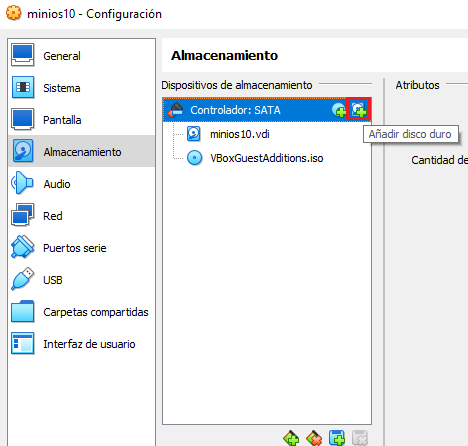 minios10 - Configuración
General
Sistema
Pantalla
Almacenamiento
Audio
Red
Puertos serie
USB
Carpetas compartidas
Interfaz de usuario
Almacenamiento
Dispositivos de almacenamiento
Controlador: SATA
minios10.vdi
VBoxGuestAdditions.iso
Atributos
Añadir disco duro
Cantidad de